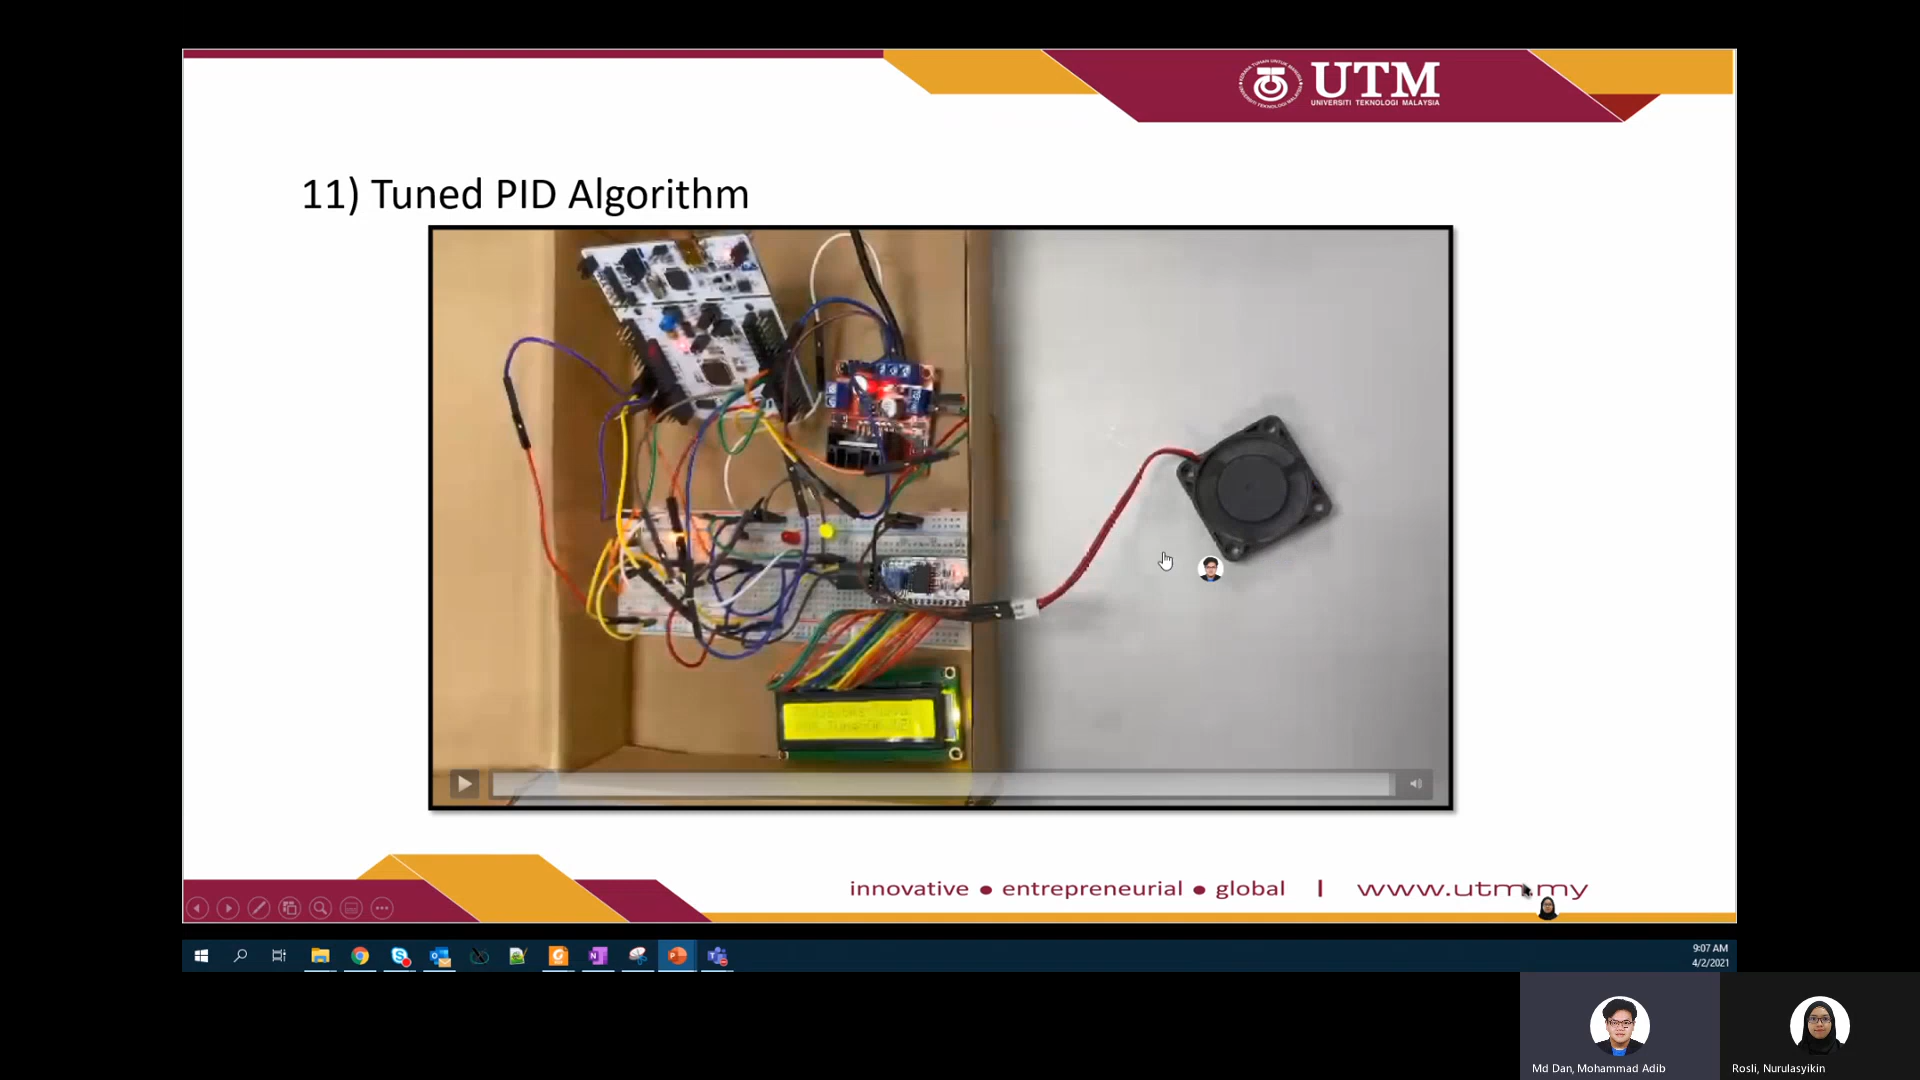 UTM
UNIVERSITI TEKNOLOGI MALAYSIA
11) Tuned PID Algorithm
innovative ● entrepreneurial ● global | www.utm.my
9:07 AM
4/2/2021
Md Dan, Mohammad Adib
Rosli, Nurulasyikin